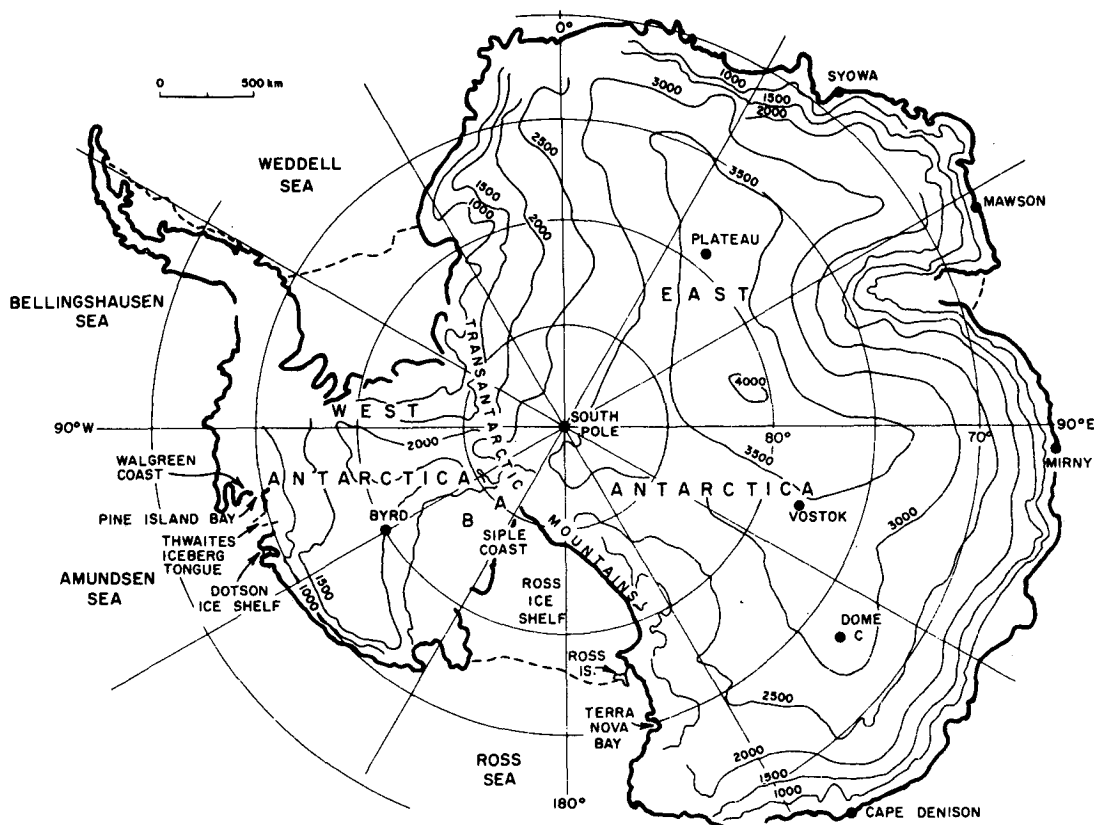 0°
0 500 km
WEDDELL
SEA
BELLINGSHAUSEN
SEA
1000
1500
2000
SYOWA
3000
2500
3500
MAWSON
1500
1000
2000
PLATEAU
EAST
TRANSANTARCTIC
MOUNTAINS
4000
WEST
ANTARCTICA
2000
SOUTH
POLE
90°W
80°
70°
90°E
MIRNY
3500
ANTARCTICA
VOSTOK
3000
WALGREEN
COAST
PINE ISLAND BAY
THWAITES
ICEBERG
TONGUE
DOTSON
ICE SHELF
AMUNDSEN
SEA
BYRD
B
A
SIPLE
COAST
1500
1000
ROSS
ICE
SHELF
DOME
C
ROSS
IS.
TERRA
NOVA
BAY
ROSS
SEA
2500
2000
1500
1000
180°
CAPE DENISON